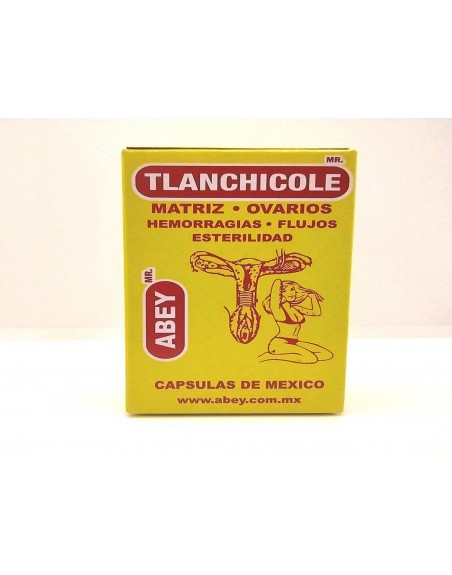 MR.
TLANCHICOLE
MATRIZ • OVARIOS
HEMORRAGIAS • FLUJOS
ESTERILIDAD
MR.
ABEY
CAPSULAS DE MEXICO
www.abey.com.mx